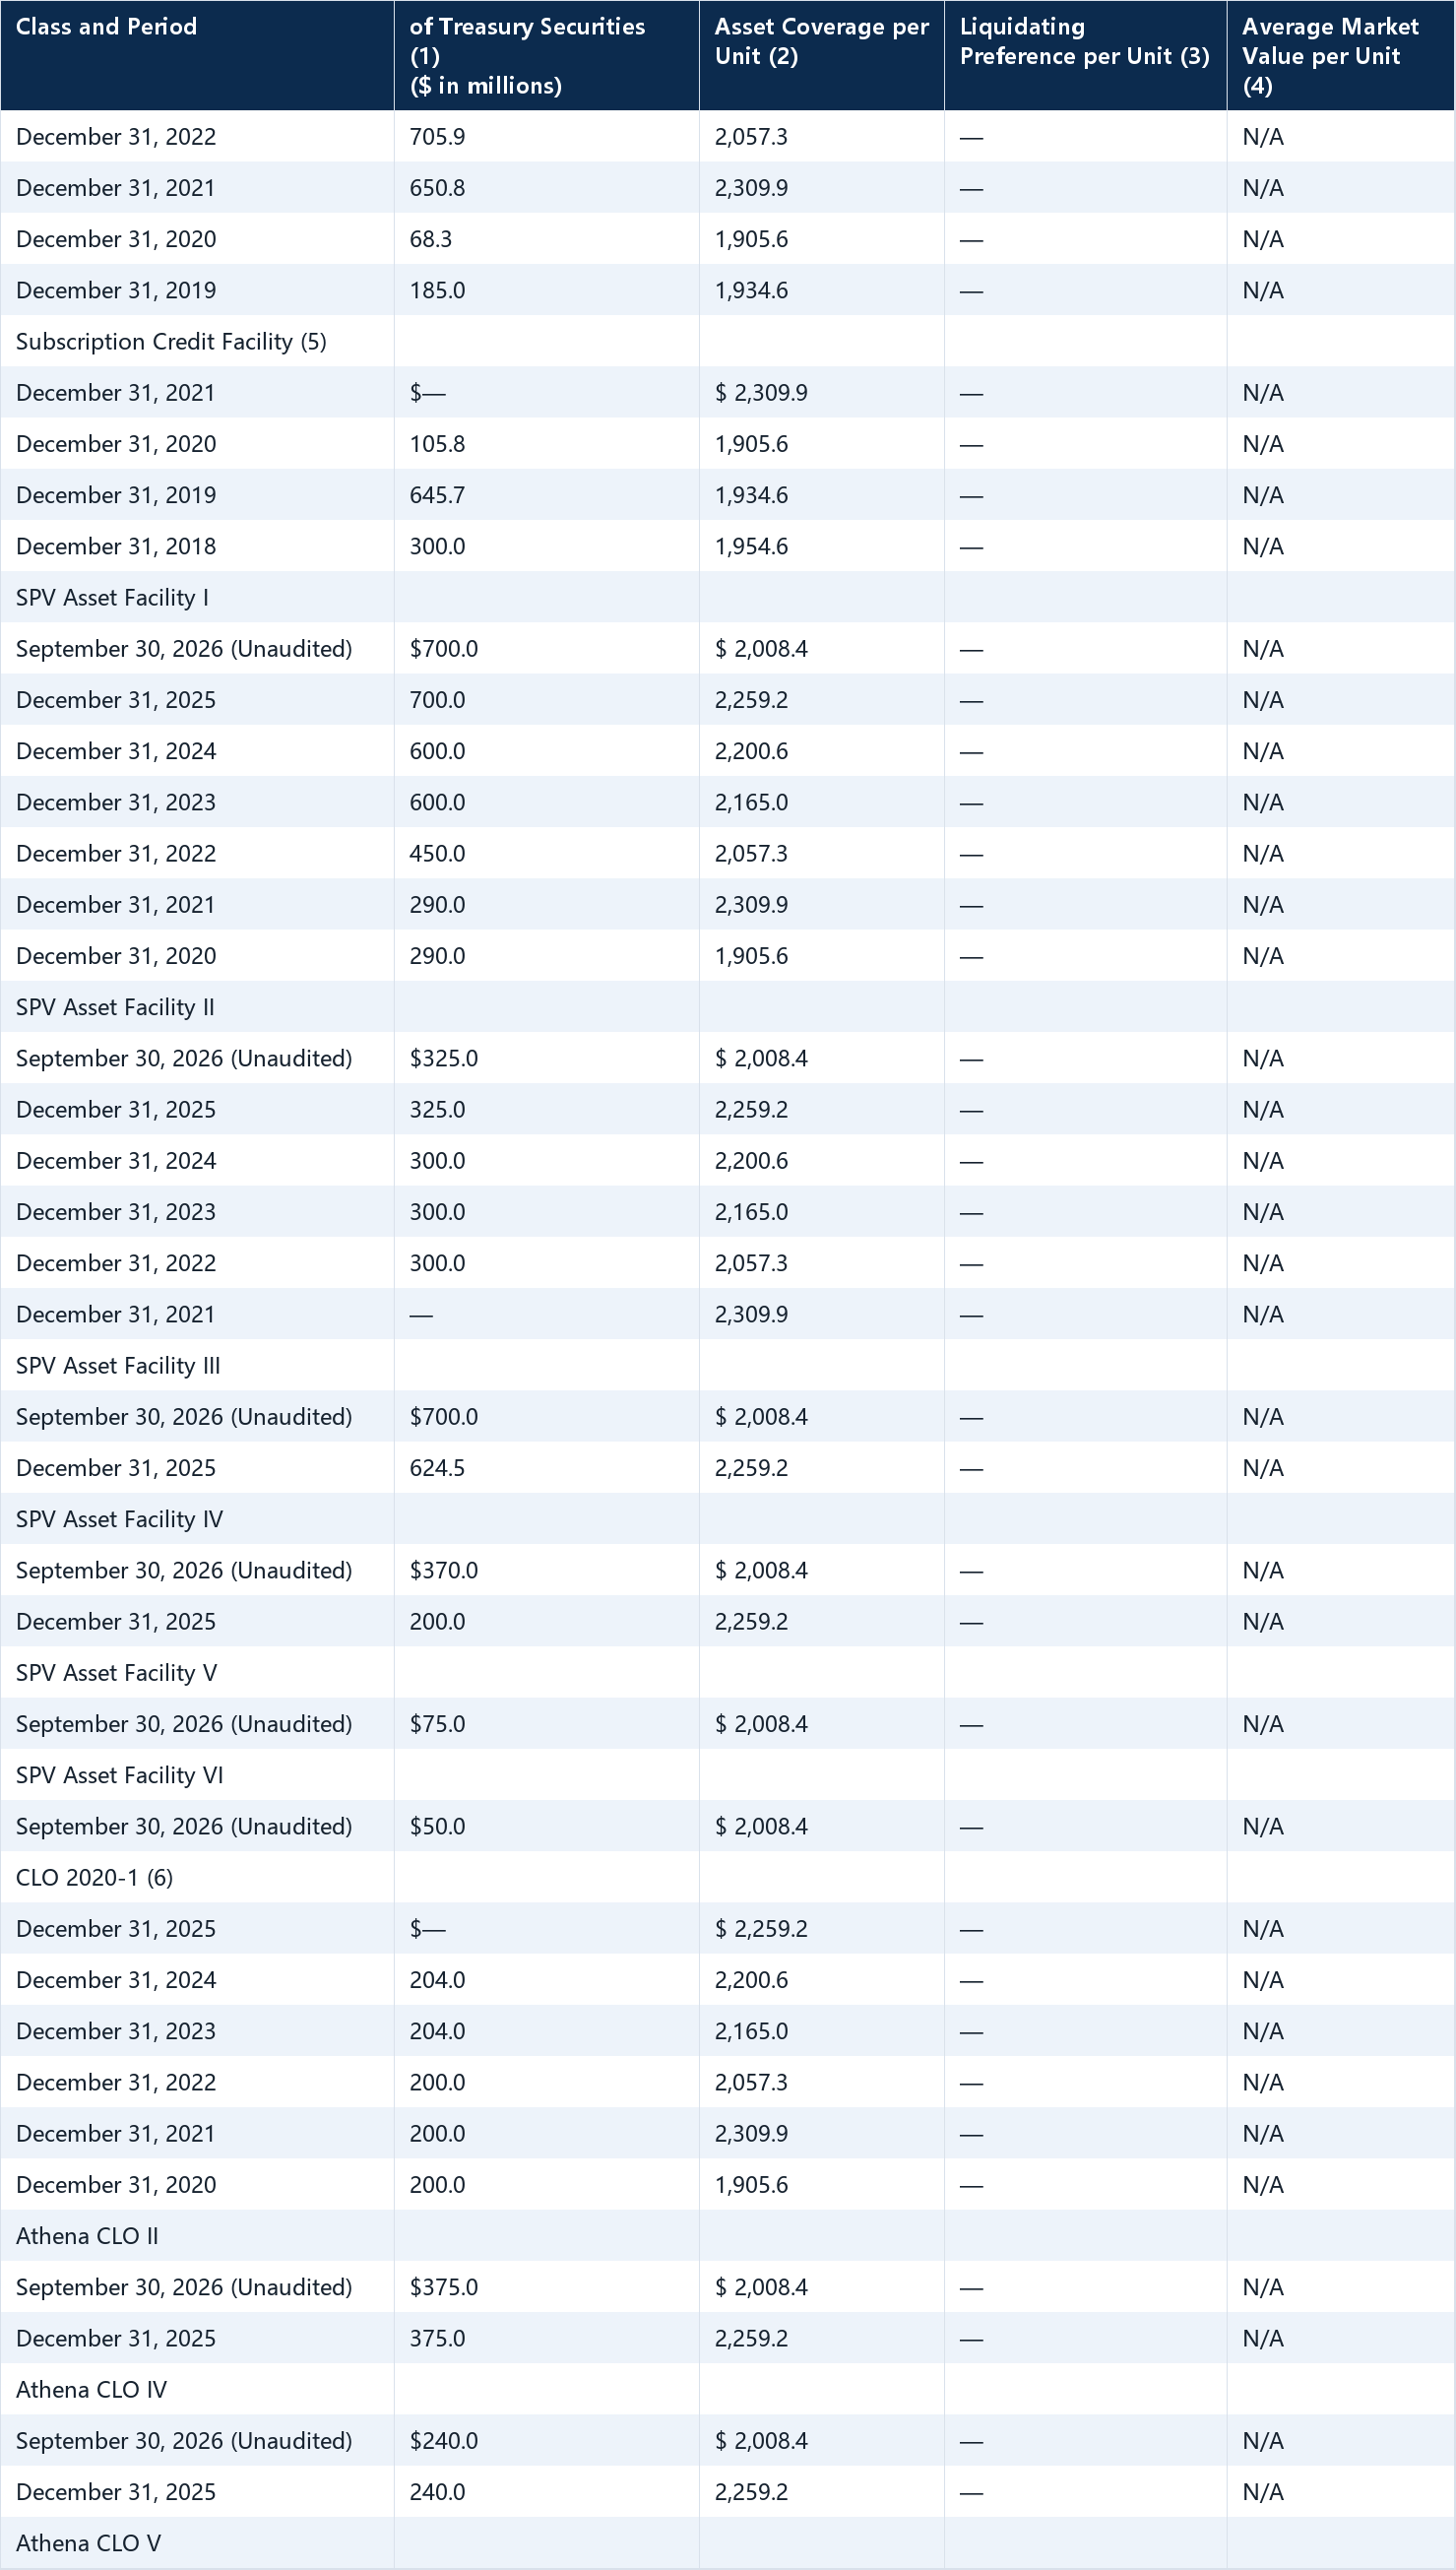 Class and Period | of Treasury Securities (1) ($ in millions) | Asset Coverage per Unit (2) | Liquidating Preference per Unit (3) | Average Market Value per Unit (4)
December 31, 2022 | 705.9 | 2,057.3 | — | N/A
December 31, 2021 | 650.8 | 2,309.9 | — | N/A
December 31, 2020 | 68.3 | 1,905.6 | — | N/A
December 31, 2019 | 185.0 | 1,934.6 | — | N/A
Subscription Credit Facility (5)
December 31, 2021 | $— | $ 2,309.9 | — | N/A
December 31, 2020 | 105.8 | 1,905.6 | — | N/A
December 31, 2019 | 645.7 | 1,934.6 | — | N/A
December 31, 2018 | 300.0 | 1,954.6 | — | N/A
SPV Asset Facility I
September 30, 2026 (Unaudited) | $700.0 | $ 2,008.4 | — | N/A
December 31, 2025 | 700.0 | 2,259.2 | — | N/A
December 31, 2024 | 600.0 | 2,200.6 | — | N/A
December 31, 2023 | 600.0 | 2,165.0 | — | N/A
December 31, 2022 | 450.0 | 2,057.3 | — | N/A
December 31, 2021 | 290.0 | 2,309.9 | — | N/A
December 31, 2020 | 290.0 | 1,905.6 | — | N/A
SPV Asset Facility II
September 30, 2026 (Unaudited) | $325.0 | $ 2,008.4 | — | N/A
December 31, 2025 | 325.0 | 2,259.2 | — | N/A
December 31, 2024 | 300.0 | 2,200.6 | — | N/A
December 31, 2023 | 300.0 | 2,165.0 | — | N/A
December 31, 2022 | 300.0 | 2,057.3 | — | N/A
December 31, 2021 | — | 2,309.9 | — | N/A
SPV Asset Facility III
September 30, 2026 (Unaudited) | $700.0 | $ 2,008.4 | — | N/A
December 31, 2025 | 624.5 | 2,259.2 | — | N/A
SPV Asset Facility IV
September 30, 2026 (Unaudited) | $370.0 | $ 2,008.4 | — | N/A
December 31, 2025 | 200.0 | 2,259.2 | — | N/A
SPV Asset Facility V
September 30, 2026 (Unaudited) | $75.0 | $ 2,008.4 | — | N/A
SPV Asset Facility VI
September 30, 2026 (Unaudited) | $50.0 | $ 2,008.4 | — | N/A
CLO 2020-1 (6)
December 31, 2025 | $— | $ 2,259.2 | — | N/A
December 31, 2024 | 204.0 | 2,200.6 | — | N/A
December 31, 2023 | 204.0 | 2,165.0 | — | N/A
December 31, 2022 | 200.0 | 2,057.3 | — | N/A
December 31, 2021 | 200.0 | 2,309.9 | — | N/A
December 31, 2020 | 200.0 | 1,905.6 | — | N/A
Athena CLO II
September 30, 2026 (Unaudited) | $375.0 | $ 2,008.4 | — | N/A
December 31, 2025 | 375.0 | 2,259.2 | — | N/A
Athena CLO IV
September 30, 2026 (Unaudited) | $240.0 | $ 2,008.4 | — | N/A
December 31, 2025 | 240.0 | 2,259.2 | — | N/A
Athena CLO V